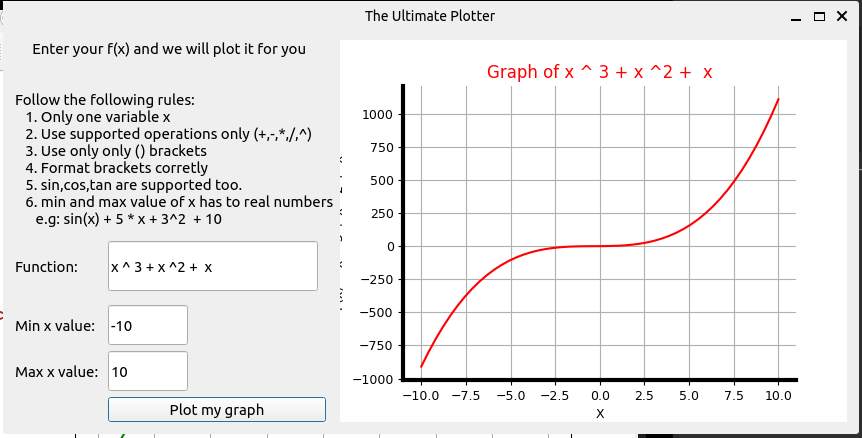 The Ultimate Plotter
Enter your f(x) and we will plot it for you
Follow the following rules:
1. Only one variable x
2. Use supported operations only (+,-,*,/,^)
3. Use only only () brackets
4. Format brackets corretly
5. sin,cos,tan are supported too.
6. min and max value of x has to real numbers
e.g: sin(x) + 5 * x + 3^2 + 10
Function:
x ^ 3 + x ^2 + x
Min x value:
-10
Max x value:
10
Plot my graph
Graph of x ^ 3 + x ^2 + x
1000
750
500
250
0
−250
−500
−750
−1000
−10.0 −7.5 −5.0 −2.5 0.0 2.5 5.0 7.5 10.0
X